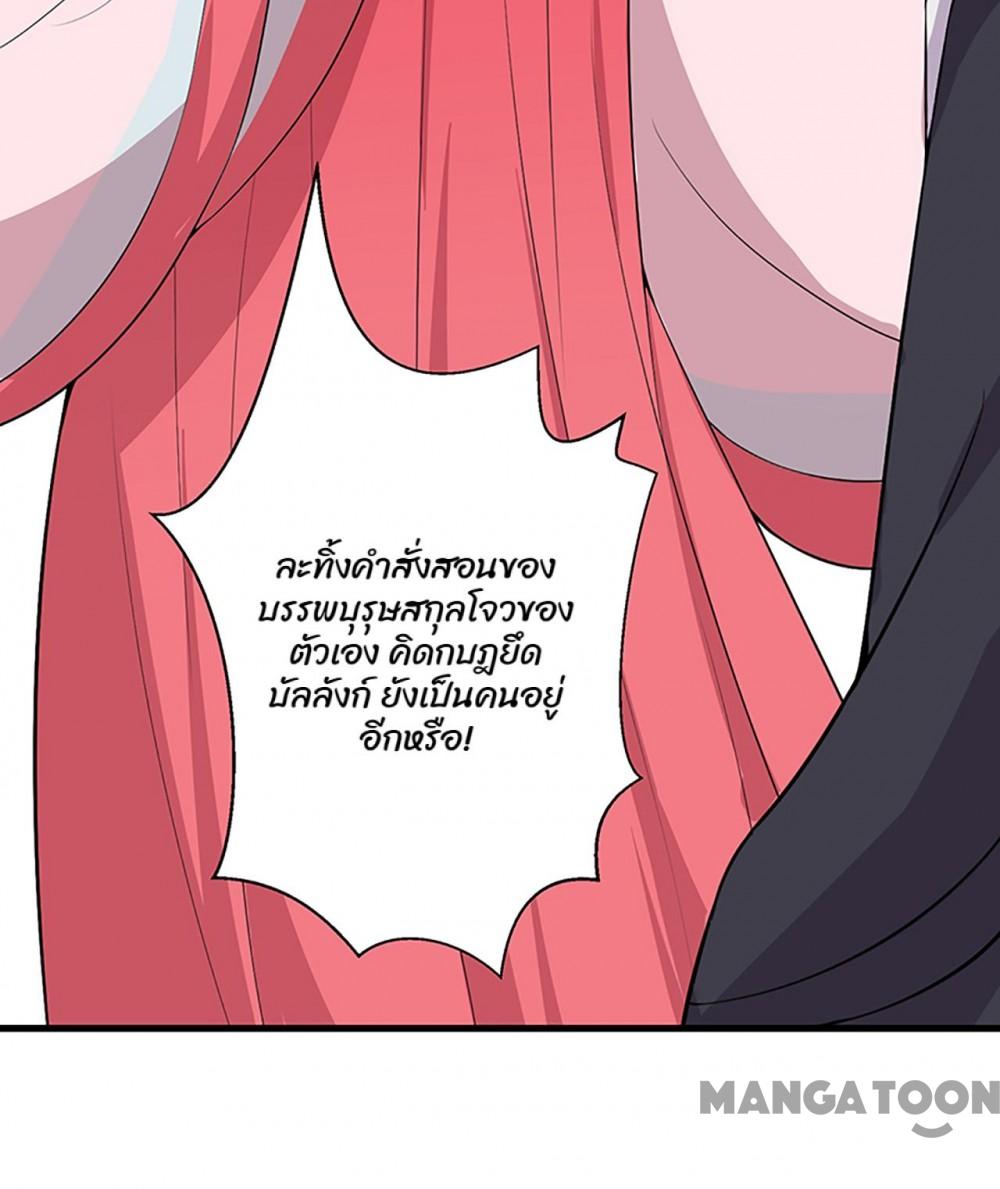 ละทิ้งคำสั่งสอนของ
บรรพบุรุษสกุลโจวของ
ตัวเอง คิดกบฎยึด
บัลลังก์ ยังเป็นคนอยู่
อีกหรือ!
MANGATOON